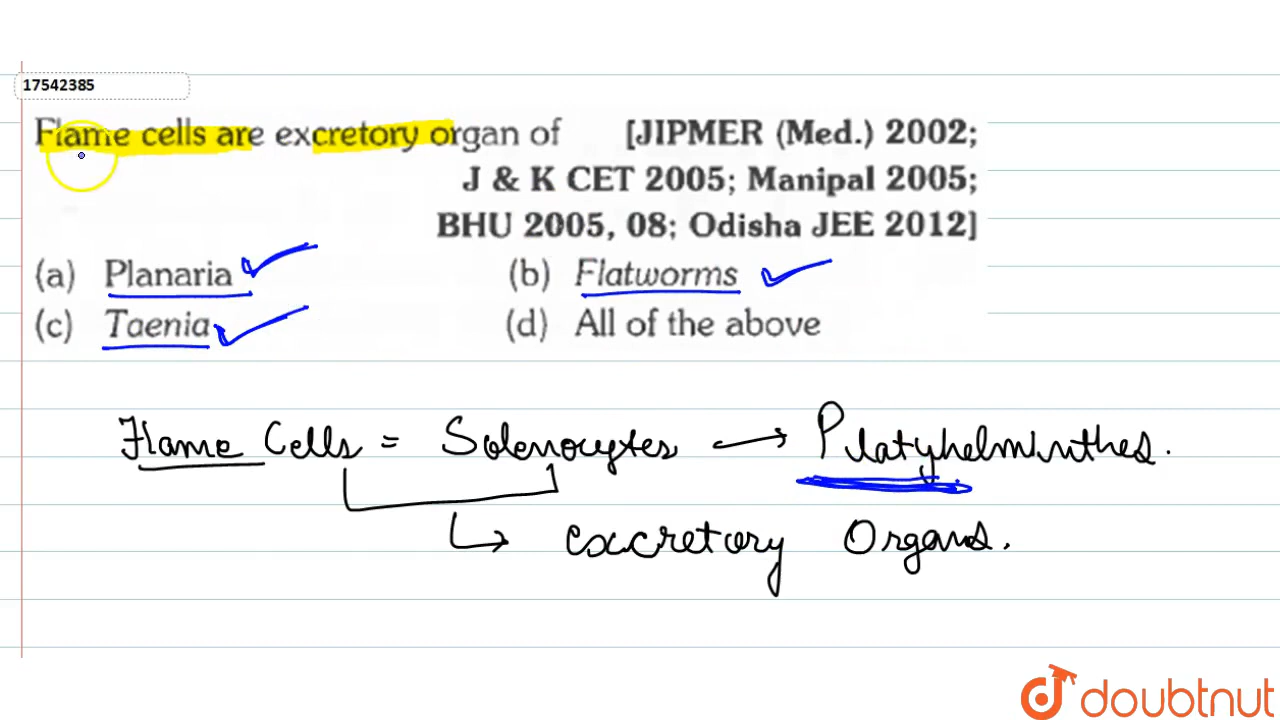 17542385
Flame cells are excretory organ of [JIPMER (Med.) 2002;
J & K CET 2005; Manipal 2005;
BHU 2005, 08; Odisha JEE 2012]
(a) Planaria (b) Flatworms
(c) Taenia (d) All of the above
Flame Cells = Solenocytes → Platyhelminthes.
↳ excretory Organs.
doubtnut